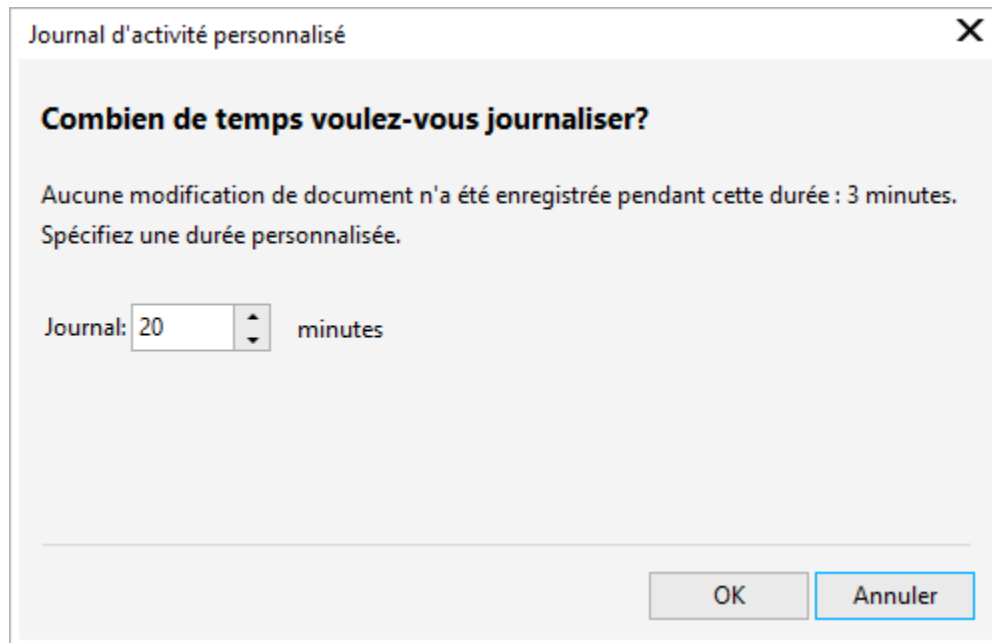 Journal d'activité personnalisé
Combien de temps voulez-vous journaliser?
Aucune modification de document n'a été enregistrée pendant cette durée : 3 minutes.
Spécifiez une durée personnalisée.
Journal: 20 minutes
OK Annuler